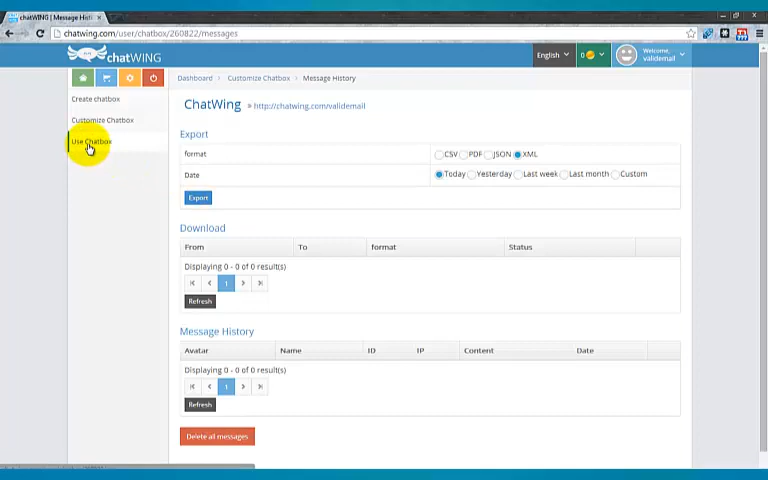 chatWING | Message Hist
chatwing.com/user/chatbox/260822/messages
chatWING
English
0
Welcome,
validemail
Dashboard > Customize Chatbox > Message History
Create chatbox
Customize Chatbox
Use Chatbox
ChatWing » http://chatwing.com/validemail
Export
format CSV PDF JSON XML
Date Today Yesterday Last week Last month Custom
Export
Download
From To format Status
Displaying 0 - 0 of 0 result(s)
1
Refresh
Message History
Avatar Name ID IP Content Date
Displaying 0 - 0 of 0 result(s)
1
Refresh
Delete all messages